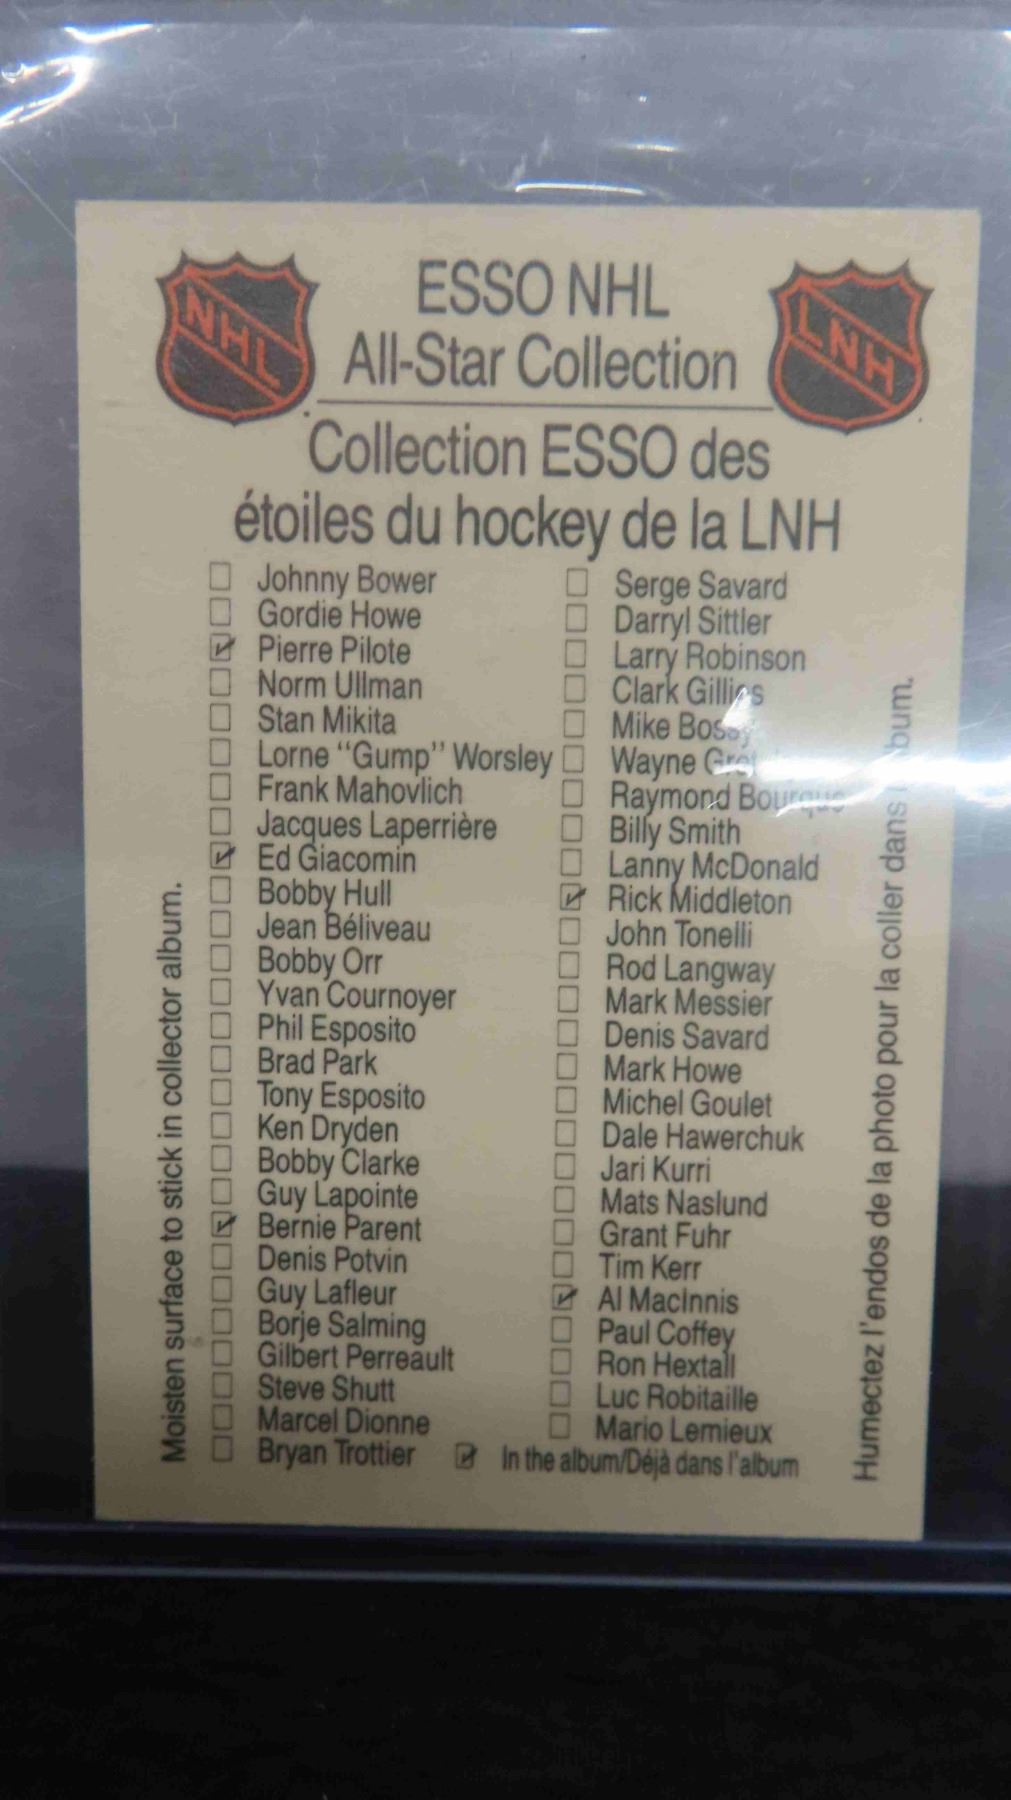 NHL
LNH
ESSO NHL
All-Star Collection
Collection ESSO des
étoiles du hockey de la LNH
☐ Johnny Bower
☐ Gordie Howe
☑ Pierre Pilote
☐ Norm Ullman
☐ Stan Mikita
☐ Lorne "Gump" Worsley
☐ Frank Mahovlich
☐ Jacques Laperrière
☑ Ed Giacomin
☐ Bobby Hull
☐ Jean Béliveau
☐ Bobby Orr
☐ Yvan Cournoyer
☐ Phil Esposito
☐ Brad Park
☐ Tony Esposito
☐ Ken Dryden
☐ Bobby Clarke
☐ Guy Lapointe
☑ Bernie Parent
☐ Denis Potvin
☐ Guy Lafleur
☐ Borje Salming
☐ Gilbert Perreault
☐ Steve Shutt
☐ Marcel Dionne
☐ Bryan Trottier
☐ Serge Savard
☐ Darryl Sittler
☐ Larry Robinson
☐ Clark Gillies
☐ Mike
☐ Wayne
☐ Raymond Bourque
☐ Billy Smith
☐ Lanny McDonald
☑ Rick Middleton
☐ John Tonelli
☐ Rod Langway
☐ Mark Messier
☐ Denis Savard
☐ Mark Howe
☐ Michel Goulet
☐ Dale Hawerchuk
☐ Jari Kurri
☐ Mats Naslund
☐ Grant Fuhr
☐ Tim Kerr
☑ Al MacInnis
☐ Paul Coffey
☐ Ron Hextall
☐ Luc Robitaille
☐ Mario Lemieux
☑ In the album/Déjà dans l'album
Moisten surface to stick in collector album.
Humectez l'endos de la photo pour la coller dans